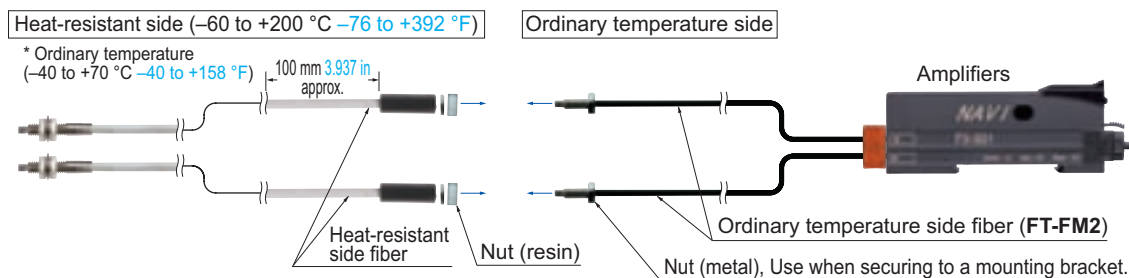 Heat-resistant side (–60 to +200 °C –76 to +392 °F)
Ordinary temperature side
* Ordinary temperature
(–40 to +70 °C –40 to +158 °F)
100 mm 3.937 in
approx.
Amplifiers
NAVI
Heat-resistant
side fiber
Nut (resin)
Ordinary temperature side fiber (FT-FM2)
Nut (metal), Use when securing to a mounting bracket.